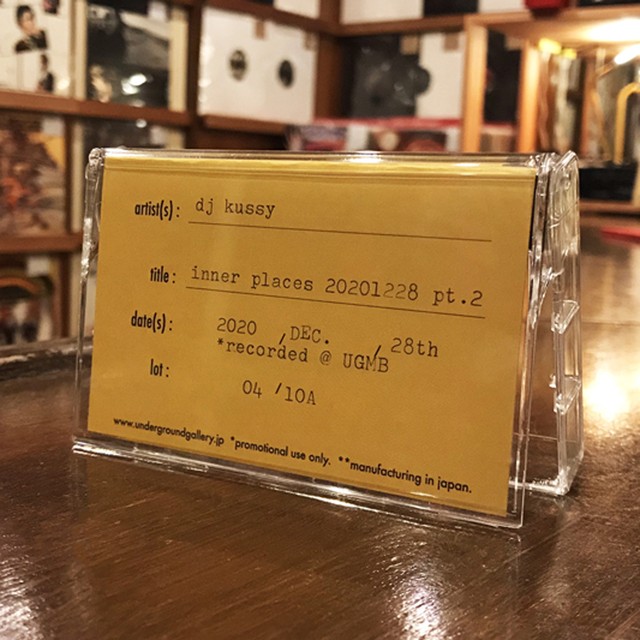 artist(s) : dj kussy
title : inner places 20201228 pt.2
date(s) : 2020 , DEC. , 28th
*recorded @ UGMB
lot : 04 / 10A
www.undergroundgallery.jp *promotional use only. **manufacturing in japan.